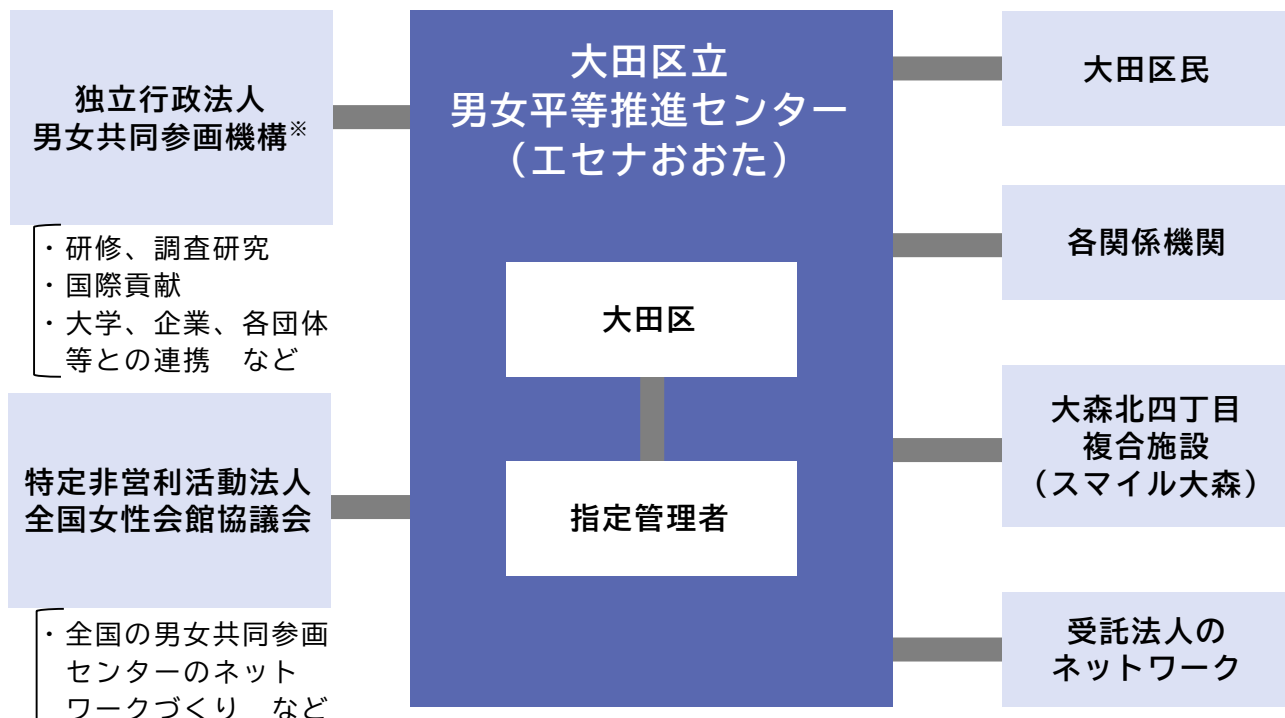 独立行政法人
男女共同参画機構※
・研修、調査研究
・国際貢献
・大学、企業、各団体
等との連携　など
特定非営利活動法人
全国女性会館協議会
・全国の男女共同参画
センターのネット
ワークづくり　など
大田区立
男女平等推進センター
（エセナおおた）
大田区
指定管理者
大田区民
各関係機関
大森北四丁目
複合施設
（スマイル大森）
受託法人の
ネットワーク